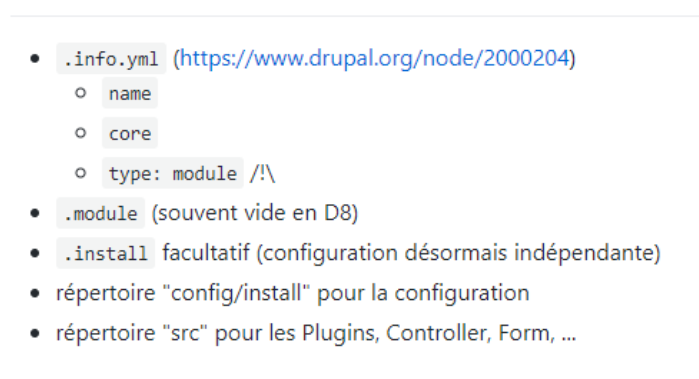 .info.yml (https://www.drupal.org/node/2000204)
name
core
type: module /!\
.module (souvent vide en D8)
.install facultatif (configuration désormais indépendante)
répertoire "config/install" pour la configuration
répertoire "src" pour les Plugins, Controller, Form, ...